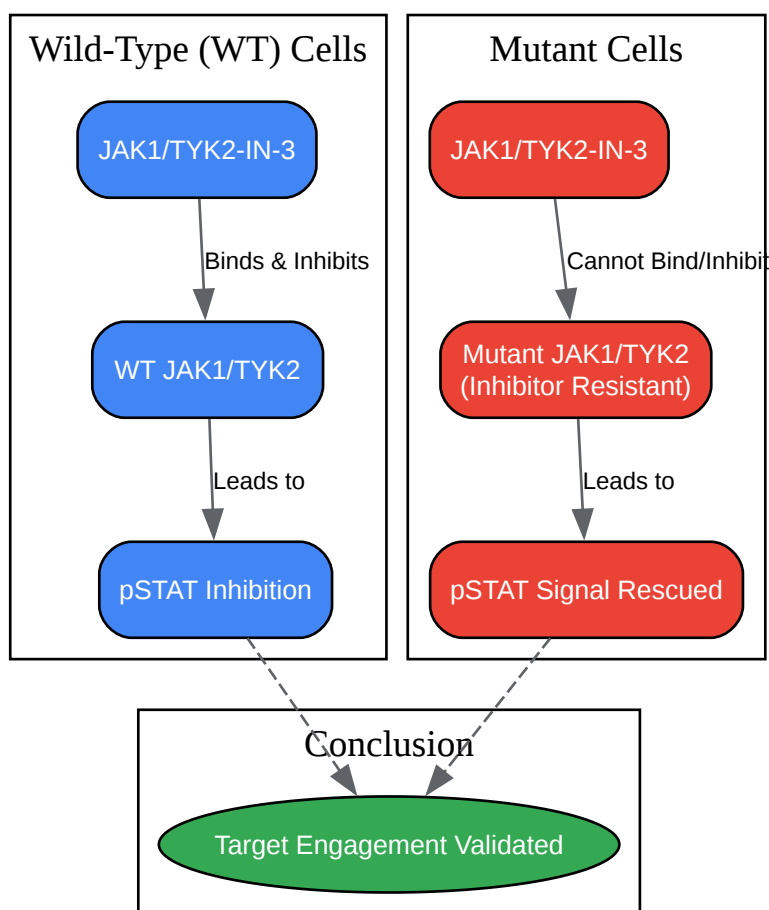 Wild-Type (WT) Cells
JAK1/TYK2-IN-3
Binds & Inhibits
WT JAK1/TYK2
Leads to
pSTAT Inhibition
Mutant Cells
JAK1/TYK2-IN-3
Cannot Bind/Inhibit
Mutant JAK1/TYK2
(Inhibitor Resistant)
Leads to
pSTAT Signal Rescued
Conclusion
Target Engagement Validated